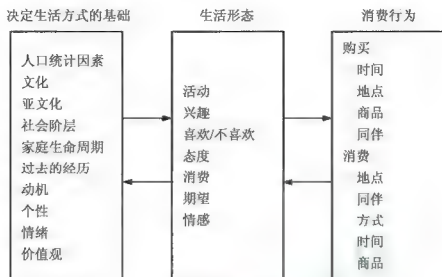 决定生活方式的基础
人口统计因素
文化
亚文化
社会阶层
家庭生命周期
过去的经历
动机
个性
情绪
价值观
生活形态
活动
兴趣
喜欢/不喜欢
态度
消费
期望
情感
消费行为
购买
时间
地点
商品
同伴
消费
地点
同伴
方式
时间
商品